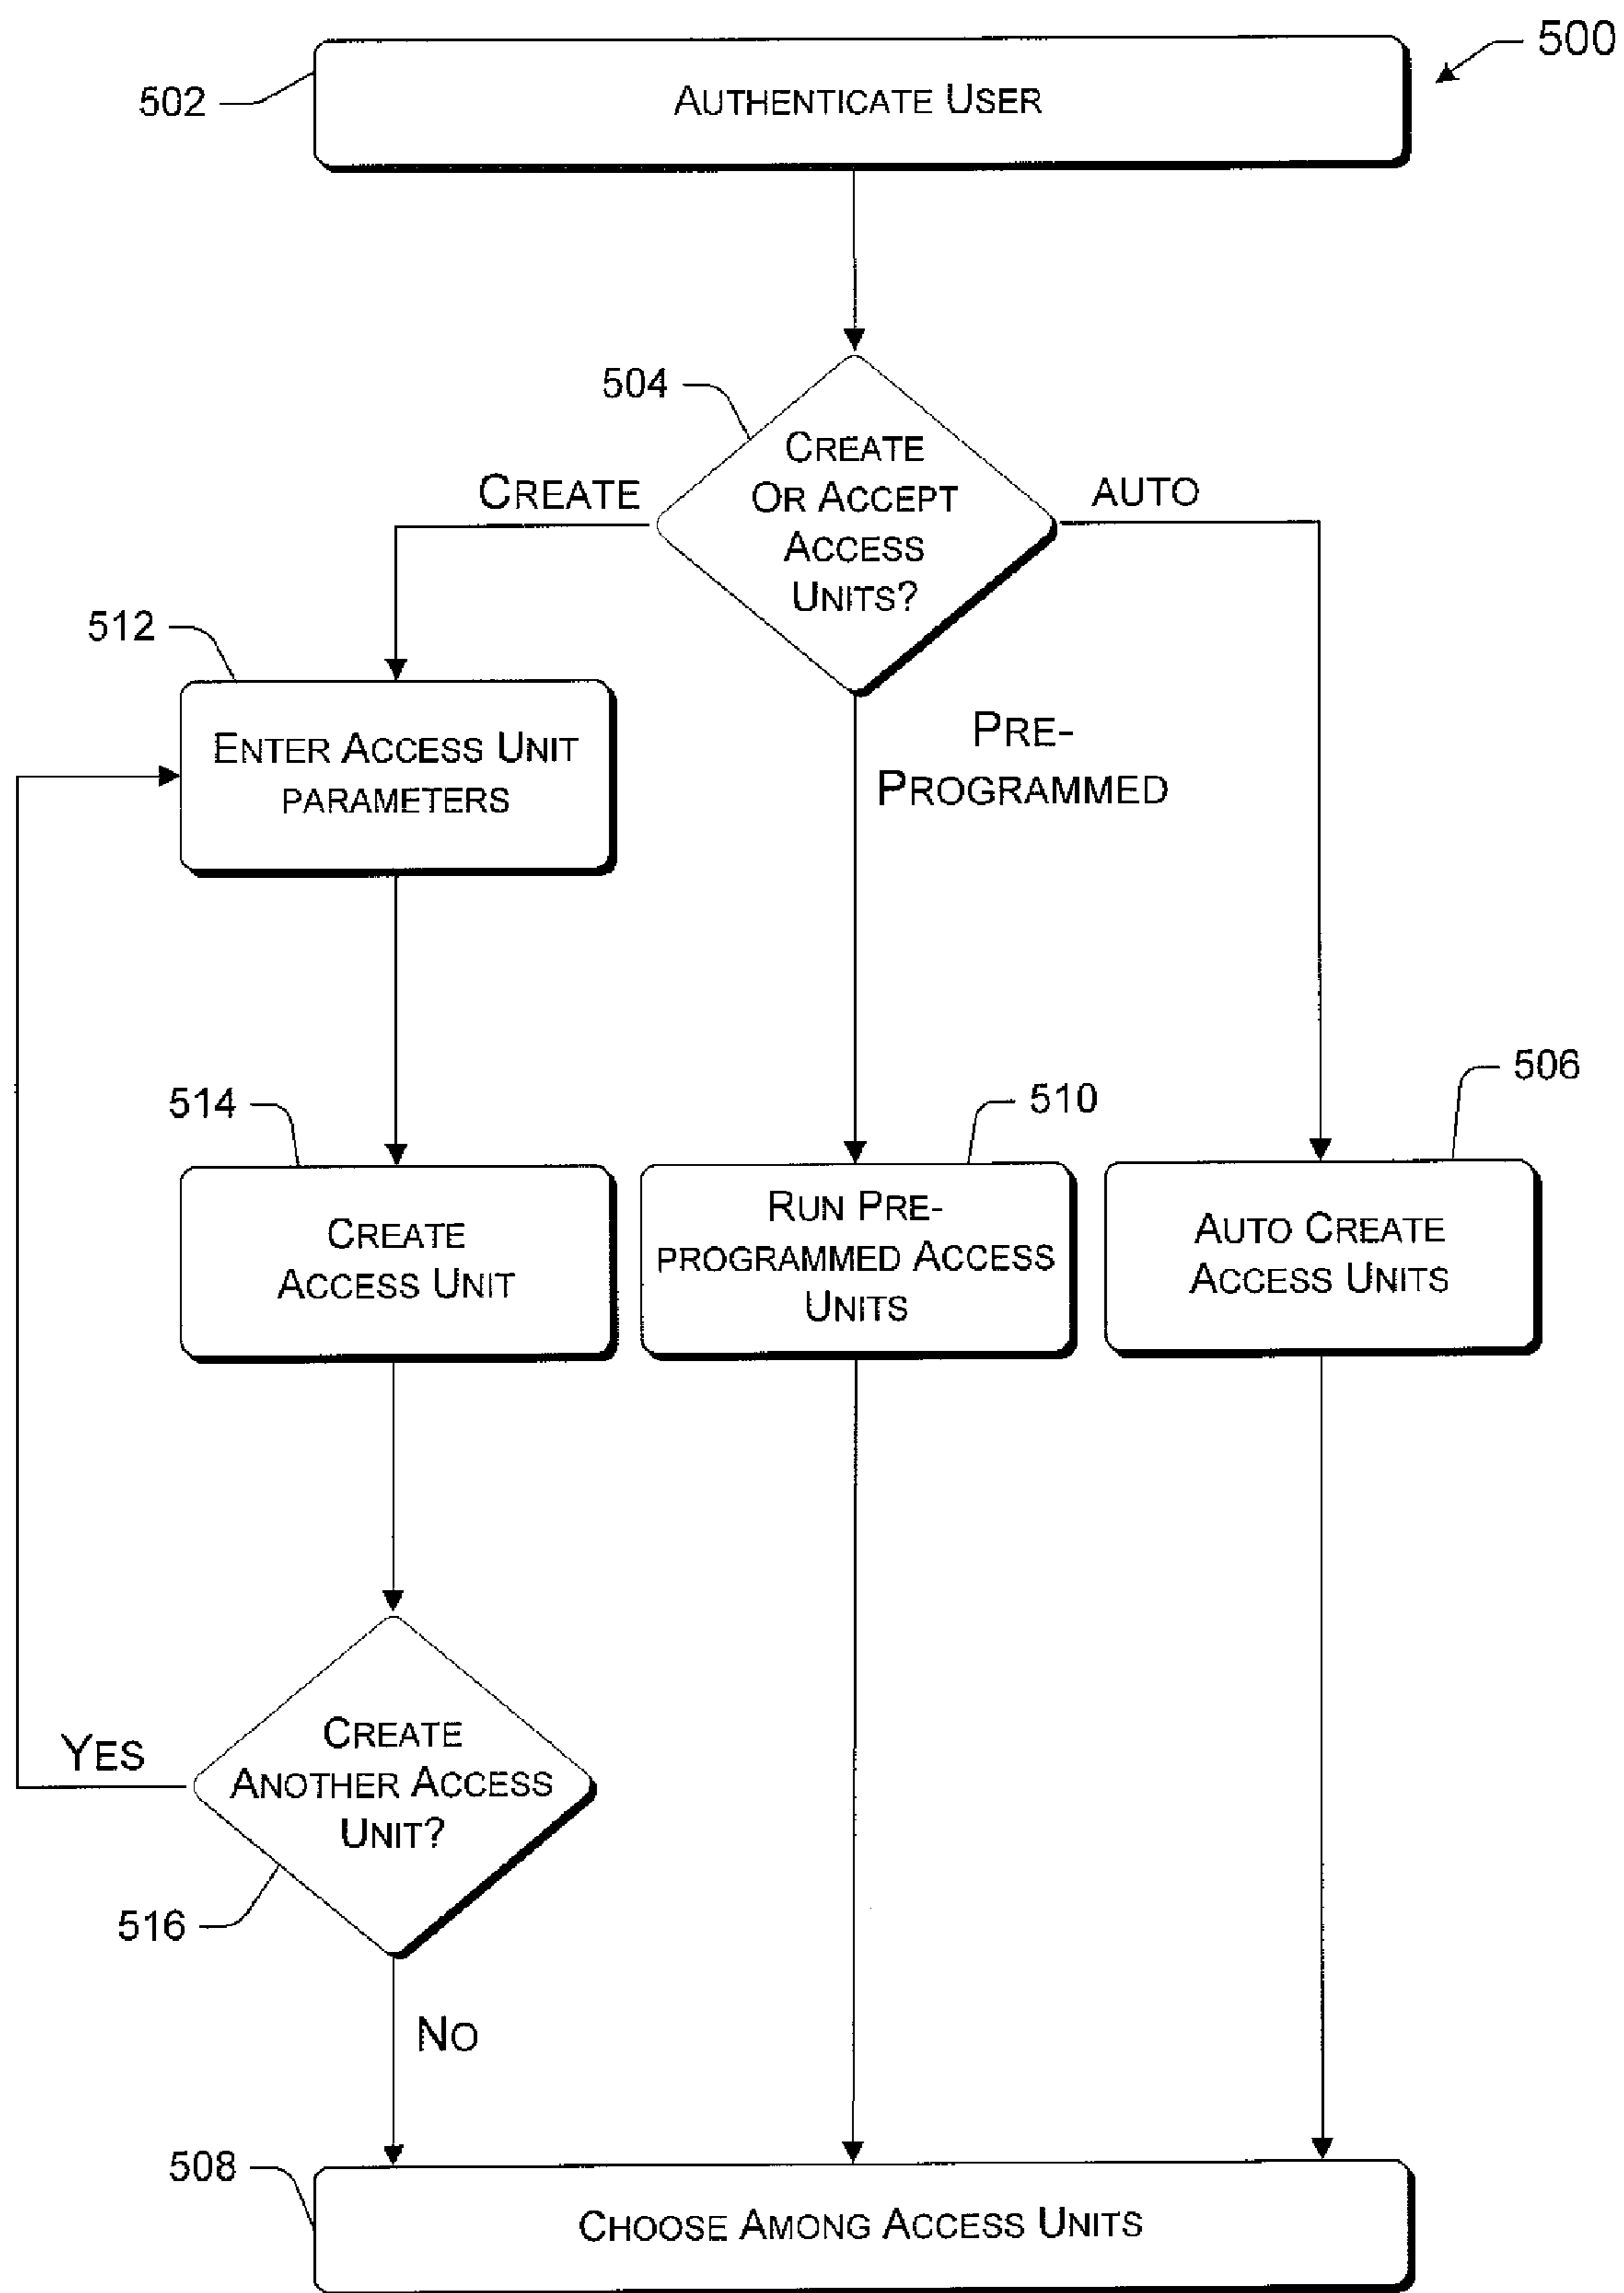 500
502
AUTHENTICATE USER
504
CREATE
OR ACCEPT
ACCESS
UNITS?
CREATE
AUTO
512
ENTER ACCESS UNIT
PARAMETERS
PRE-
PROGRAMMED
514
CREATE
ACCESS UNIT
510
RUN PRE-
PROGRAMMED ACCESS
UNITS
506
AUTO CREATE
ACCESS UNITS
YES
CREATE
ANOTHER ACCESS
UNIT?
516
NO
508
CHOOSE AMONG ACCESS UNITS